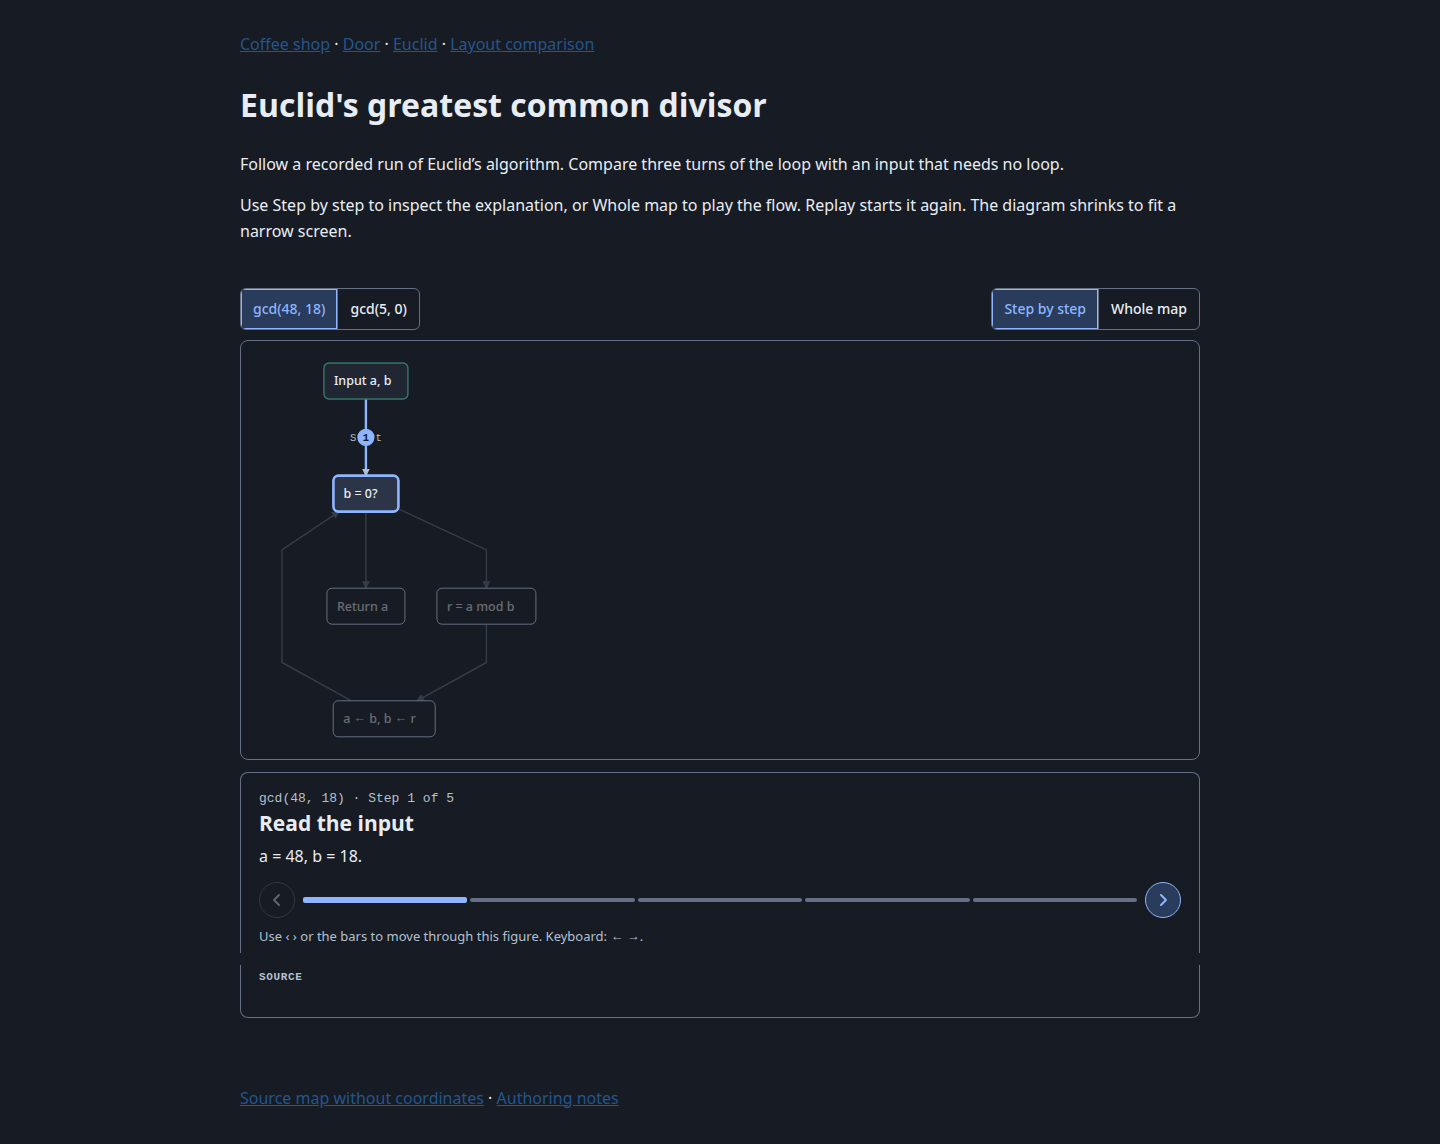 Coffee shop · Door · Euclid · Layout comparison
Euclid's greatest common divisor
Follow a recorded run of Euclid’s algorithm. Compare three turns of the loop with an input that needs no loop.
Use Step by step to inspect the explanation, or Whole map to play the flow. Replay starts it again. The diagram shrinks to fit a
narrow screen.
gcd(48, 18) gcd(5, 0) Step by step Whole map
Input a, b
S 1 t
b = 0?
Return a r = a mod b
a ← b, b ← r
gcd(48, 18) · Step 1 of 5
Read the input
a = 48, b = 18.
Use ‹ › or the bars to move through this figure. Keyboard: ← →.
SOURCE
Source map without coordinates · Authoring notes